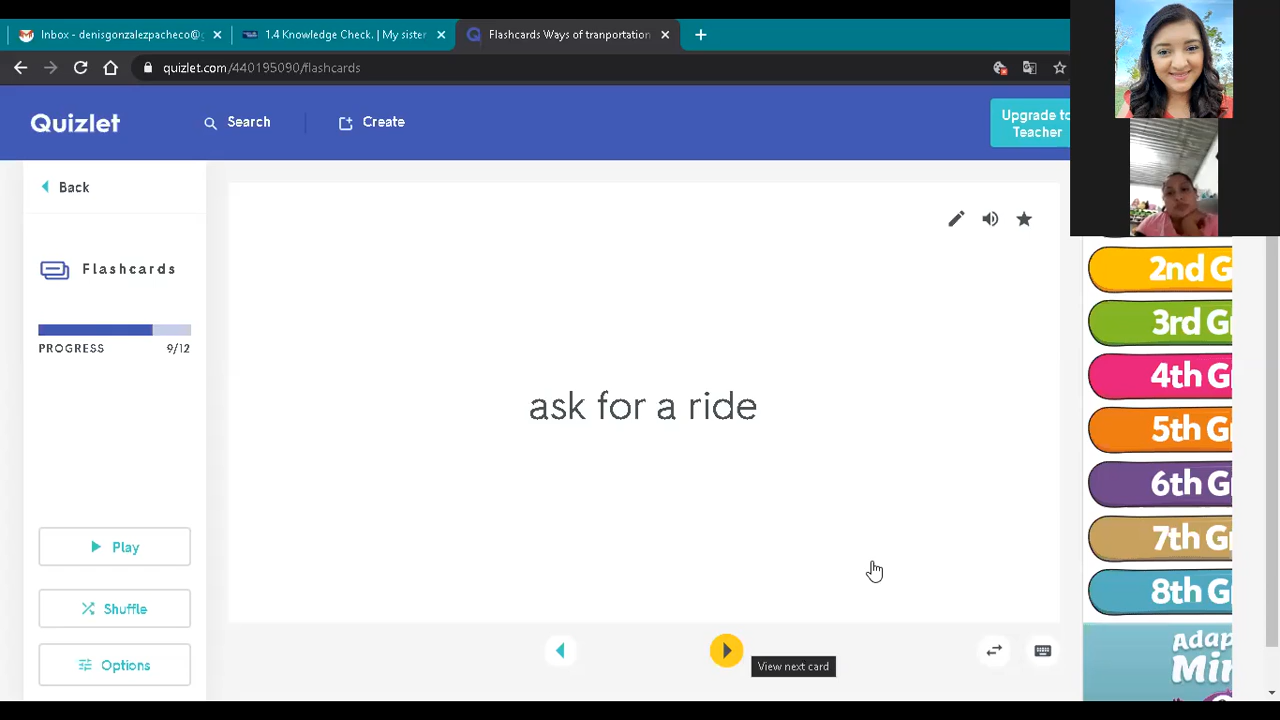 Inbox - denisgonzalezpacheco@g
1.4 Knowledge Check. | My sister
Flashcards Ways of tranportation
quizlet.com/440195090/flashcards
Quizlet
Search
Create
Upgrade to
Teacher
Back
Flashcards
PROGRESS 9/12
ask for a ride
Play
Shuffle
Options
View next card
2nd G
3rd G
4th G
5th G
6th G
7th G
8th G
Adap
Min